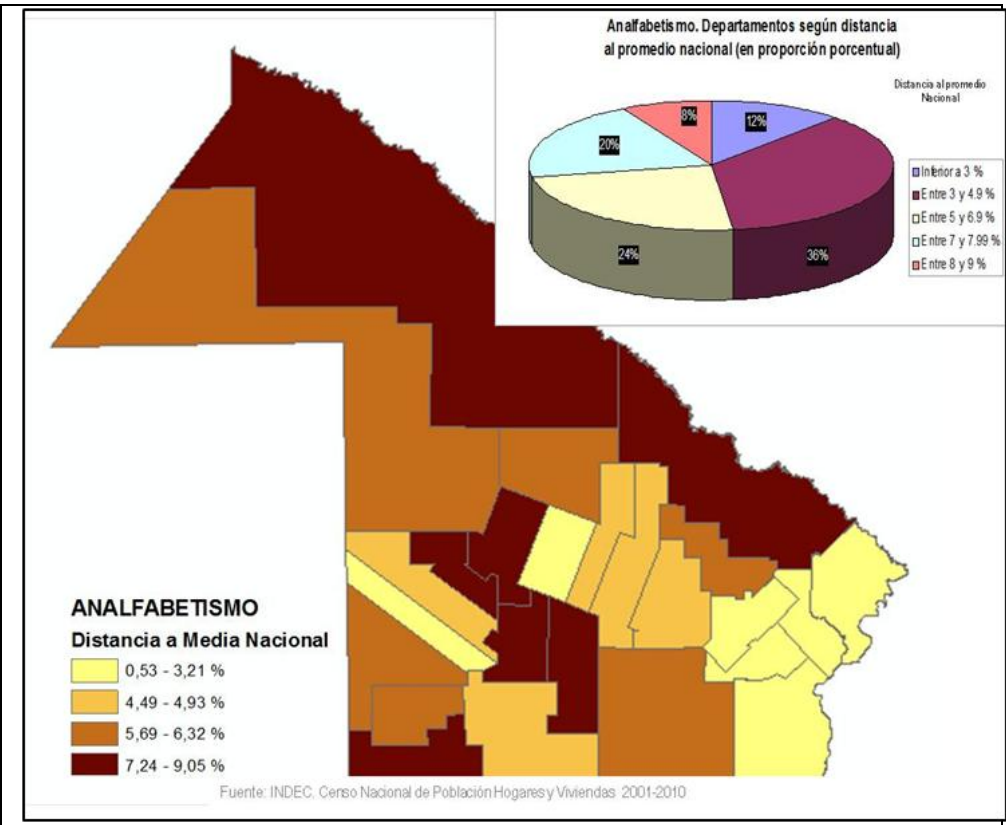 Analfabetismo. Departamentos según distancia
al promedio nacional (en proporción porcentual)
Distancia al promedio
Nacional
8%
12%
20%
24%
36%
Inferior a 3 %
Entre 3 y 4.9 %
Entre 5 y 6.9 %
Entre 7 y 7.99 %
Entre 8 y 9 %
ANALFABETISMO
Distancia a Media Nacional
0,53 - 3,21 %
4,49 - 4,93 %
5,69 - 6,32 %
7,24 - 9,05 %
Fuente: INDEC. Censo Nacional de Población Hogares y Viviendas 2001-2010